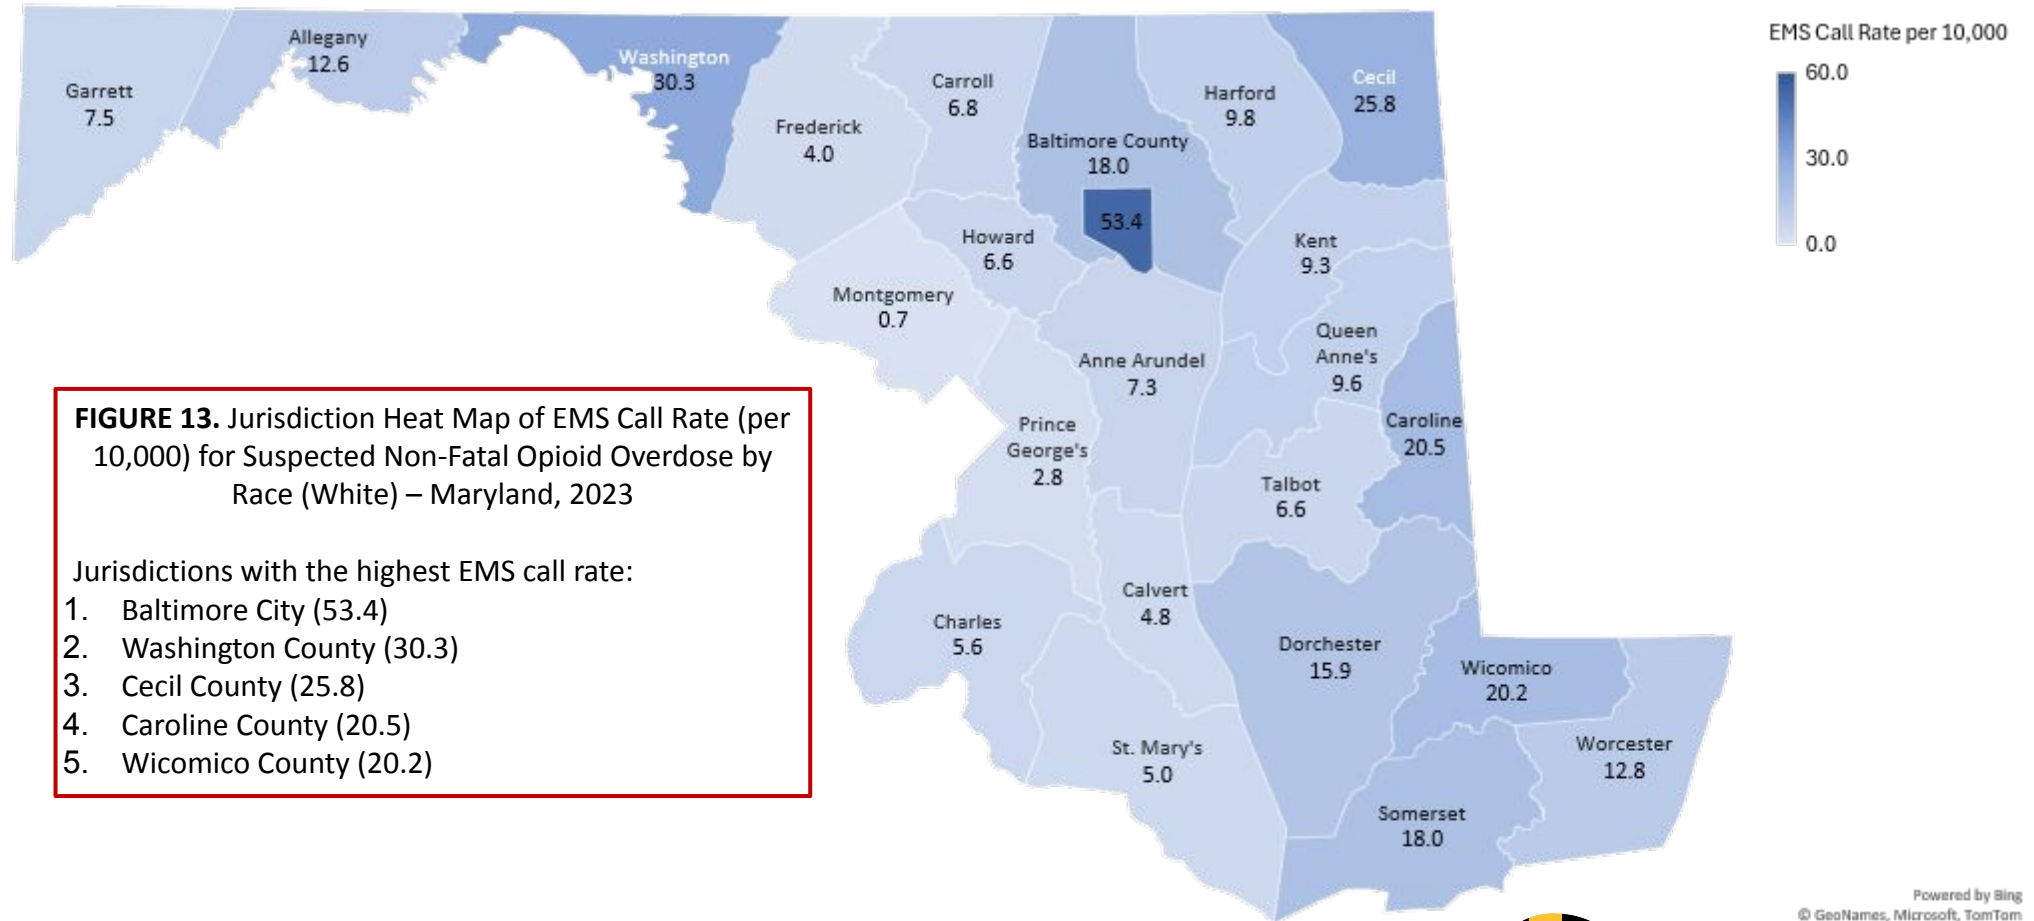 EMS Call Rate per 10,000
60.0
30.0
0.0
Garrett
7.5
Allegany
12.6
Washington
30.3
Frederick
4.0
Carroll
6.8
Baltimore County
18.0
53.4
Harford
9.8
Cecil
25.8
Howard
6.6
Kent
9.3
Montgomery
0.7
Anne Arundel
7.3
Queen
Anne's
9.6
Caroline
20.5
Prince
George's
2.8
Talbot
6.6
Calvert
4.8
Charles
5.6
Dorchester
15.9
Wicomico
20.2
St. Mary's
5.0
Worcester
12.8
Somerset
18.0
FIGURE 13. Jurisdiction Heat Map of EMS Call Rate (per
10,000) for Suspected Non-Fatal Opioid Overdose by
Race (White) – Maryland, 2023
Jurisdictions with the highest EMS call rate:
1. Baltimore City (53.4)
2. Washington County (30.3)
3. Cecil County (25.8)
4. Caroline County (20.5)
5. Wicomico County (20.2)
Powered by Bing
© GeoNames, Microsoft, TomTom